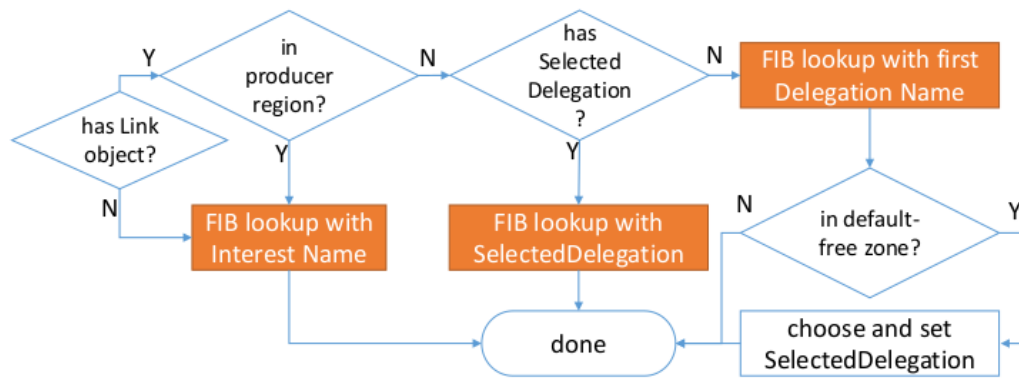 has Link
object?
Y
N
in
producer
region?
N
Y
FIB lookup with
Interest Name
has
Selected
Delegation
?
N
Y
FIB lookup with
SelectedDelegation
FIB lookup with first
Delegation Name
in default-
free zone?
N
Y
choose and set
SelectedDelegation
done